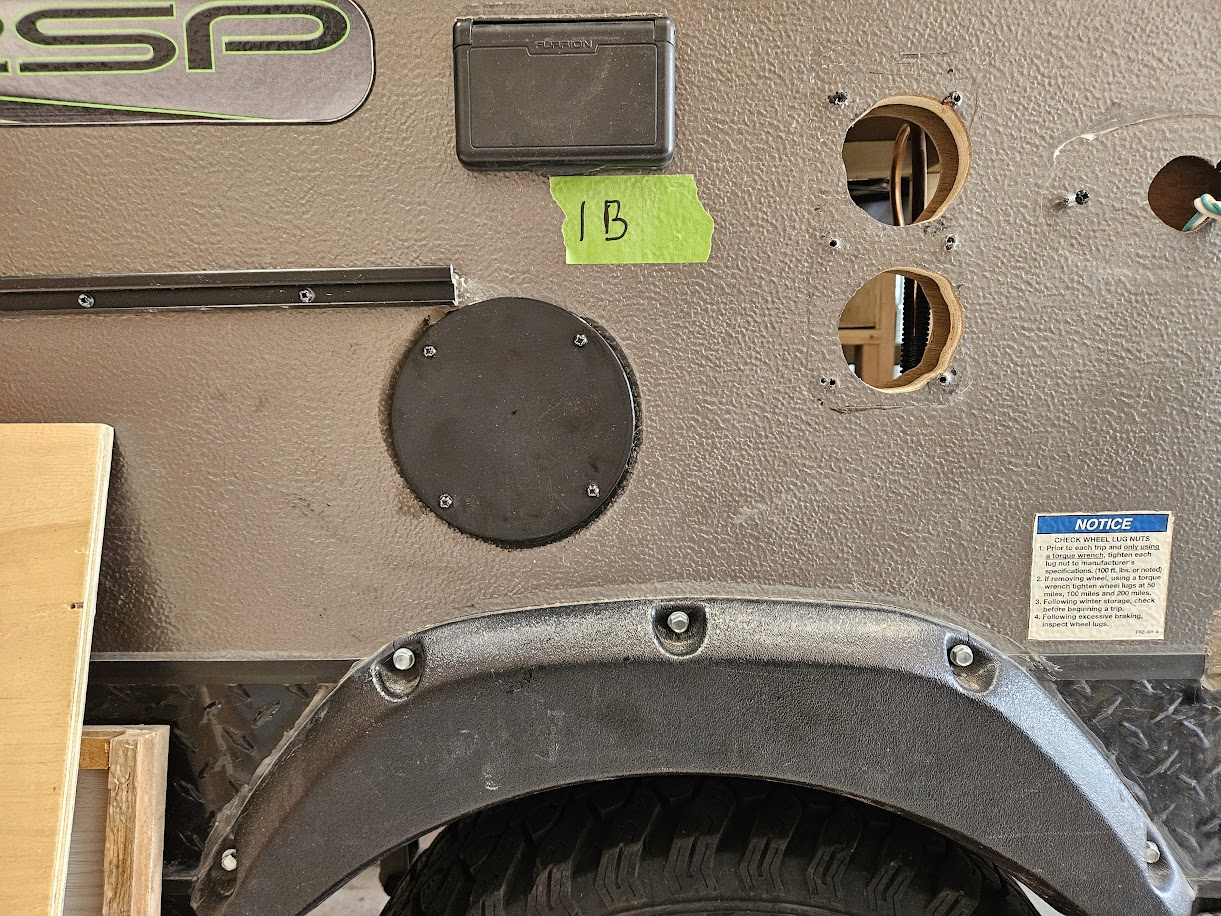 RSP
FURRION
1B
NOTICE
CHECK WHEEL LUG NUTS
1. Prior to each trip and only using
a torque wrench, tighten each
lug nut to manufacturer's
specifications. (100 ft. lbs. or noted)
2. If removing wheel, using a torque
wrench tighten wheel lugs at 50
miles, 100 miles and 200 miles.
3. Following winter storage, check
before beginning a trip.
4. Following excessive braking,
inspect wheel lugs.